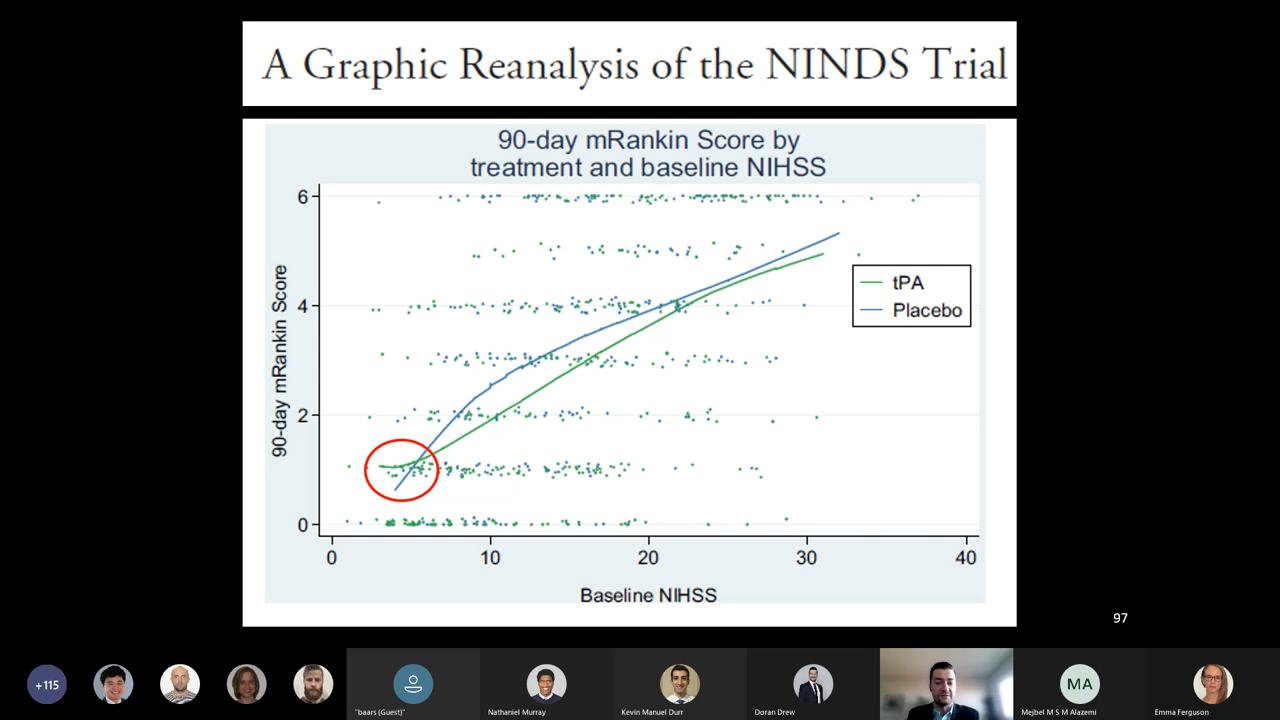 A Graphic Reanalysis of the NINDS Trial
90-day mRankin Score by
treatment and baseline NIHSS
90-day mRankin Score
6
4
2
0
tPA
Placebo
0 10 20 30 40
Baseline NIHSS
97
+115
"baars (Guest)"
Nathaniel Murray
Kevin Manuel Durr
Doran Drew
MA
Mejbel M S M Alazemi
Emma Ferguson